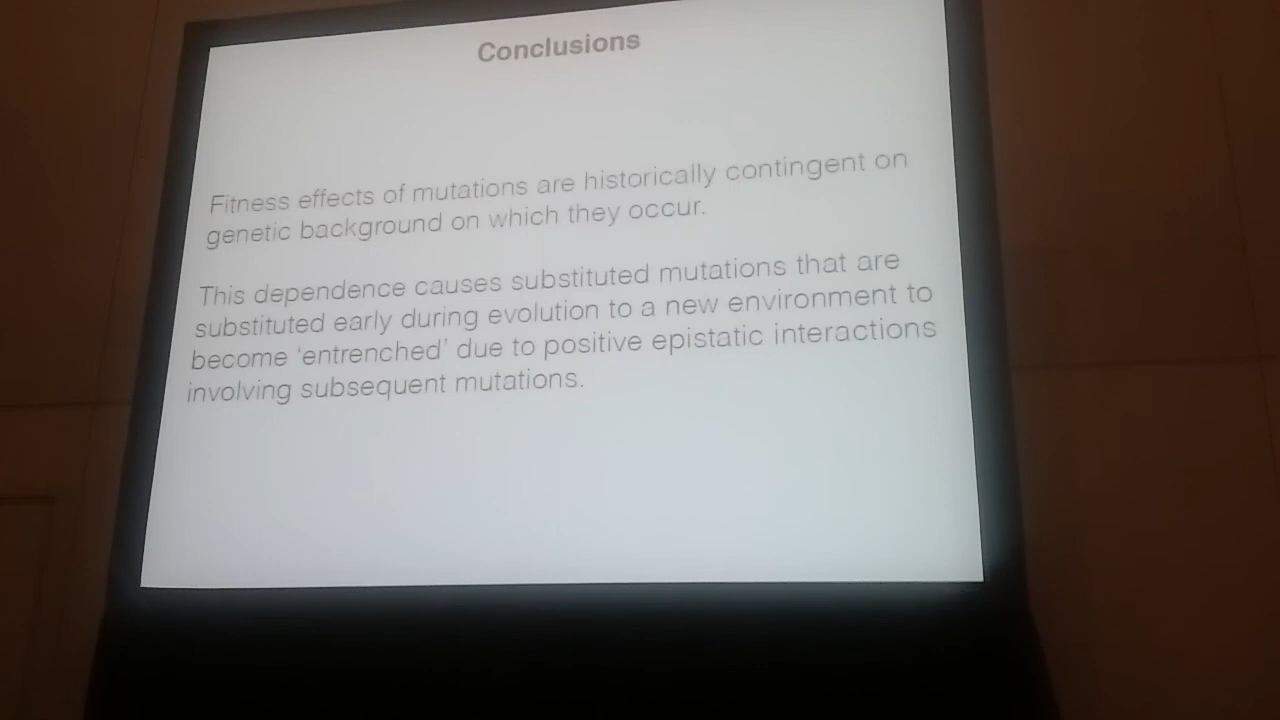 Conclusions
Fitness effects of mutations are historically contingent on
genetic background on which they occur.
This dependence causes substituted mutations that are
substituted early during evolution to a new environment to
become ‘entrenched’ due to positive epistatic interactions
involving subsequent mutations.